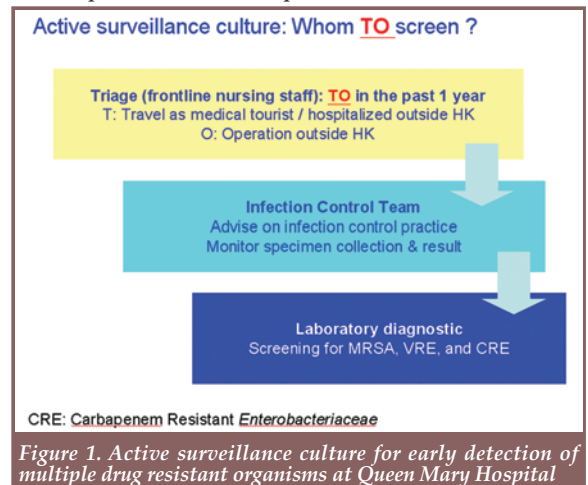 Active surveillance culture: Whom TO screen ?
Triage (frontline nursing staff): TO in the past 1 year
T: Travel as medical tourist / hospitalized outside HK
O: Operation outside HK
Infection Control Team
Advise on infection control practice
Monitor specimen collection & result
Laboratory diagnostic
Screening for MRSA, VRE, and CRE
CRE: Carbapenem Resistant Enterobacteriaceae
Figure 1. Active surveillance culture for early detection of
multiple drug resistant organisms at Queen Mary Hospital